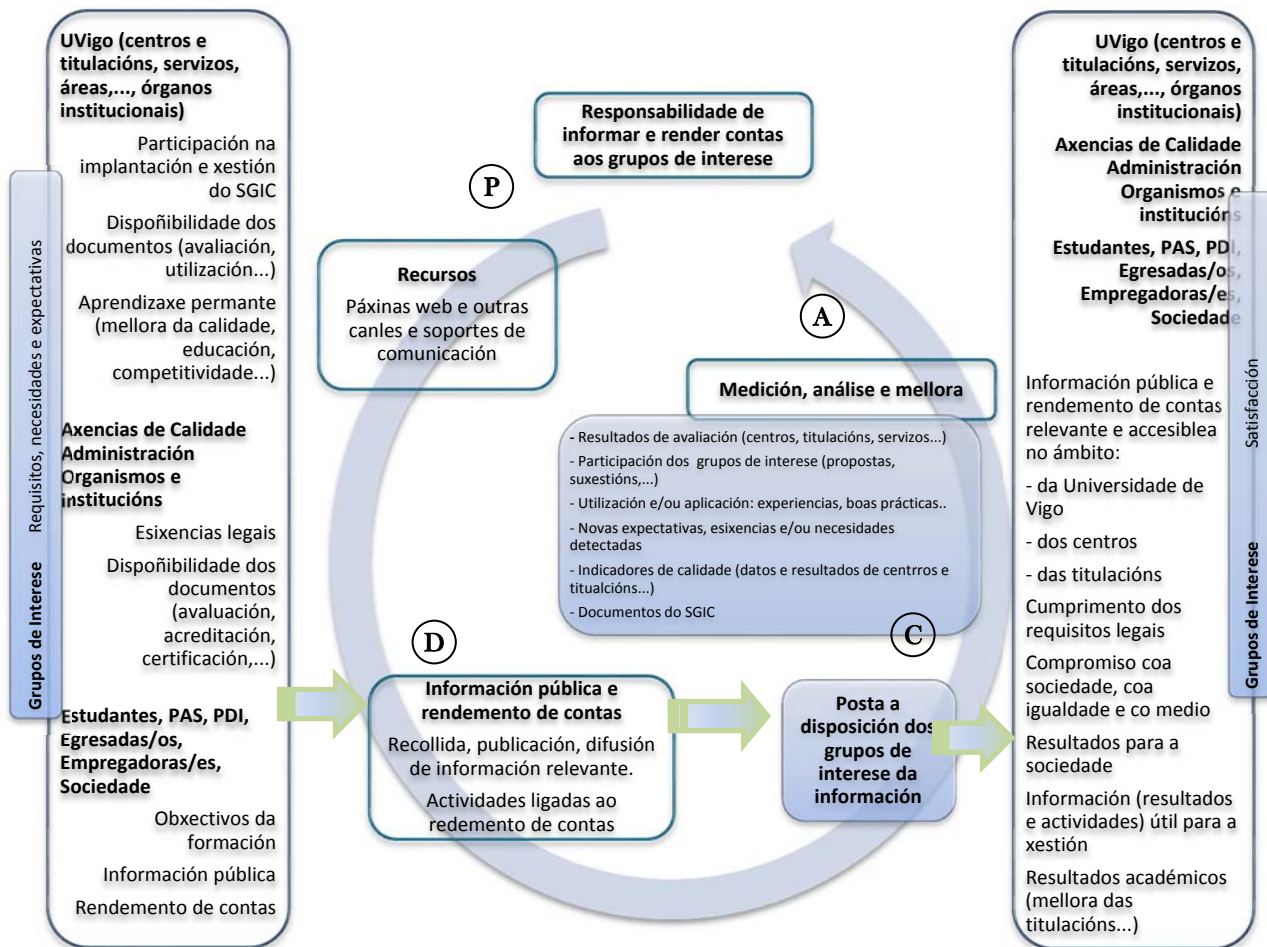 UVigo (centros e
titulacións, servizos,
áreas,..., órganos
institucionais)
Participación na
implantación e xestión
do SGIC
Dispoñibilidade dos
documentos (avaliación,
utilización...)
Aprendizaxe permante
(mellora da calidade,
educación,
competitividade...)
Axencias de Calidade
Administración
Organismos e
institucións
Esixencias legais
Dispoñibilidade dos
documentos
(avaluación,
acreditación,
certificación,...)
Estudantes, PAS, PDI,
Egresadas/os,
Empregadoras/es,
Sociedade
Obxectivos da
formación
Información pública
Rendemento de contas
Grupos de Interese Requisitos, necesidades e expectativas
Responsabilidade de
informar e render contas
aos grupos de interese
P
Recursos
Páxinas web e outras
canles e soportes de
comunicación
A
Medición, análise e mellora
- Resultados de avaliación (centros, titulacións, servizos...)
- Participación dos grupos de interese (propostas,
suxestións,...)
- Utilización e/ou aplicación: experiencias, boas prácticas..
- Novas expectativas, esixencias e/ou necesidades
detectadas
- Indicadores de calidade (datos e resultados de centrros e
titualcións...)
- Documentos do SGIC
D
Información pública e
rendemento de contas
Recollida, publicación, difusión
de información relevante.
Actividades ligadas ao
redemento de contas
C
Posta a
disposición dos
grupos de
interese da
información
UVigo (centros e
titulacións, servizos,
áreas,..., órganos
institucionais)
Axencias de Calidade
Administración
Organismos e
institucións
Estudantes, PAS, PDI,
Egresadas/os,
Empregadoras/es,
Sociedade
Información pública e
rendemento de contas
relevante e accesiblea
no ámbito:
- da Universidade de
Vigo
- dos centros
- das titulacións
Cumprimento dos
requisitos legais
Compromiso coa
sociedade, coa
igualdade e co medio
Resultados para a
sociedade
Información (resultados
e actividades) útil para a
xestión
Resultados académicos
(mellora das
titulacións...)
Grupos de Interese Satisfacción